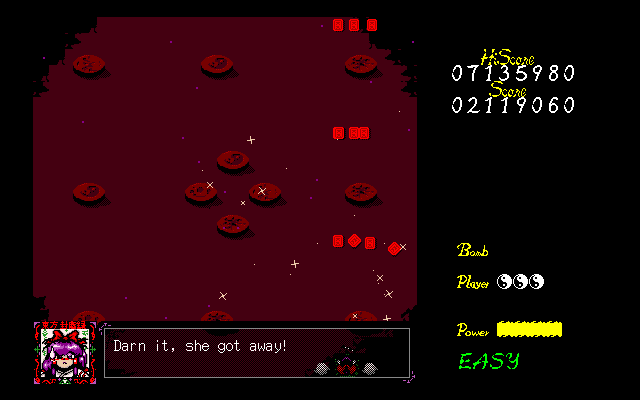 HiScore
07135980
Score
02119060
Bomb
Player
Power
EASY
Darn it, she got away!